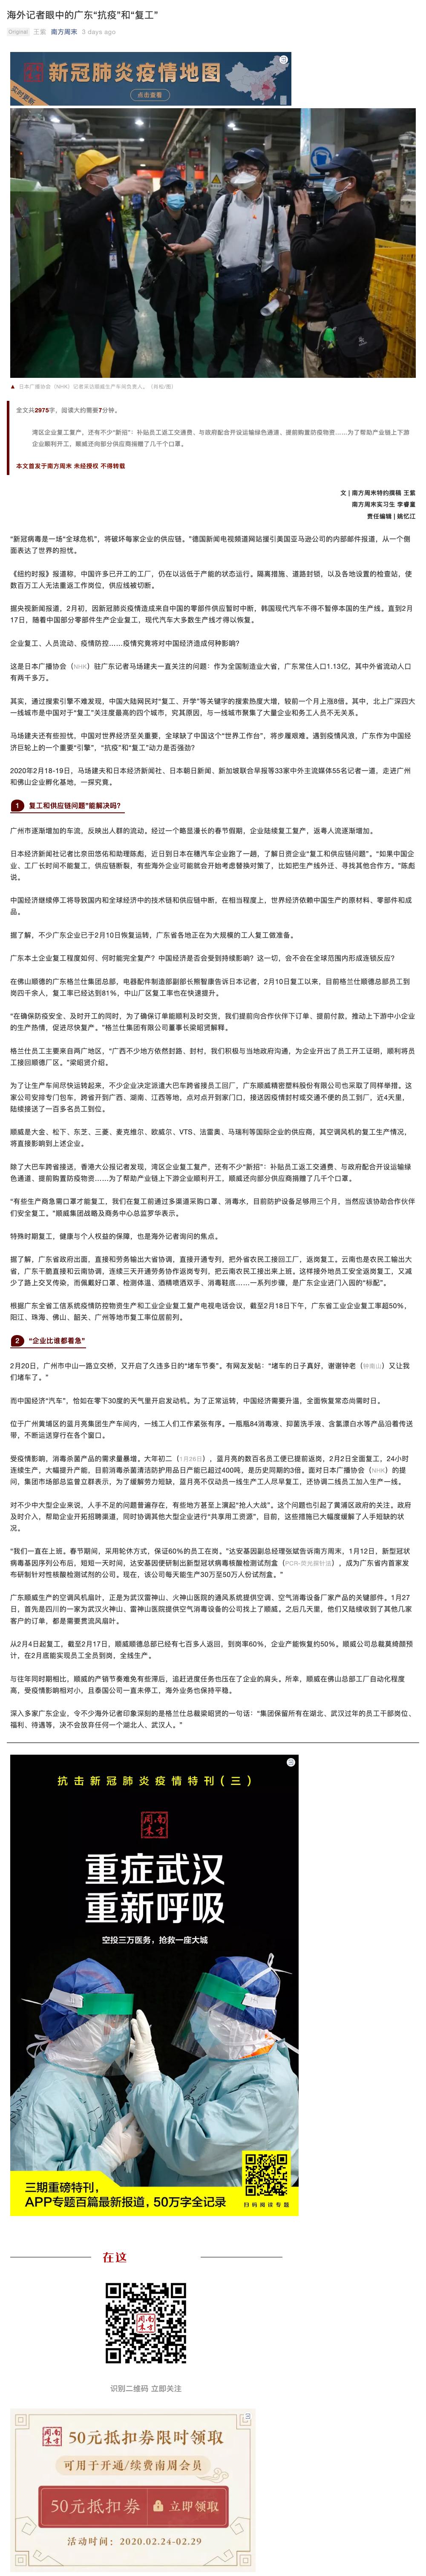 海外记者眼中的广东“抗疫”和“复工”
Original 王紫 南方周末 3 days ago
新冠肺炎疫情地图
实时更新
点击查看
▲ 日本广播协会（NHK）记者采访顺威生产车间负责人。
全文共2975字，阅读大约需要7分钟。
湾区企业复工复产，还有不少“新招”：补贴员工返工交通费、与政府配合开设运输绿色通道、提前购置防疫物资……为了帮助产业链上下游
企业顺利开工，顺威还向部分供应商捐赠了几千个口罩。
本文首发于南方周末 未经授权 不得转载
文 | 南方周末特约撰稿 王紫
南方周末实习生 李睿董
责任编辑 | 姚忆江
“新冠病毒是一场“全球危机”，将破坏每家企业的供应链。”德国新闻电视频道网站援引美国亚马逊公司的内部邮件报道，从一个侧
面表达了世界的担忧。
《纽约时报》报道称，中国许多已开工的工厂，仍在以远低于产能的状态运行。隔离措施、道路封锁，以及各地设置的检查站，使
数百万工人无法重返工作岗位，供应线被切断。
据央视新闻报道，2月初，因新冠肺炎疫情造成来自中国的零部件供应暂时中断，韩国现代汽车不得不暂停本国的生产线。直到2月
17日，随着中国部分零部件生产企业复工，现代汽车大多数生产线才得以恢复。
企业复工、人员流动、疫情防控……疫情究竟将对中国经济造成何种影响？
这是日本广播协会（NHK）驻广东记者马场建夫一直关注的问题：作为全国制造业大省，广东常住人口1.13亿，其中外省流动人口
有两千多万。
其实，通过搜索引擎不难发现，中国大陆网民对“复工、开学”等关键字的搜索热度大增，较前一个月上涨8倍。其中，北上广深四大
一线城市是中国对于“复工”关注度最高的四个城市，究其原因，与一线城市聚集了大量企业和务工人员不无关系。
马场建夫还有些担忧，中国对世界经济至关重要，全球缺了中国这个“世界工作台”，将步履艰难。遇到疫情风浪，广东作为中国经
济巨轮上的一个重要“引擎”，“抗疫”和“复工”动力是否强劲？
2020年2月18-19日，马场建夫和日本经济新闻社、日本朝日新闻、新加坡联合早报等33家中外主流媒体55名记者一道，走进广州
和佛山企业孵化基地，一探究竟。
1 复工和供应链问题”能解决吗？
广州市逐渐增加的车流，反映出人群的流动。经过一个略显漫长的春节假期，企业陆续复工复产，返粤人流逐渐增加。
日本经济新闻社记者比奈田悠佑和助理陈彪，近日到日本在穗汽车企业跑了一趟，了解日资企业“复工和供应链问题”。“如果中国企
业、工厂长时间不能复工，供应链断裂，有些海外企业可能就会开始考虑替换对策了。比如把生产线外迁、寻找其他合作方。”陈彪
说。
中国经济继续停工将导致国内和全球经济中的技术链和供应链中断，在相当程度上，世界经济依赖中国生产的原材料、零部件和成
品。
据了解，不少广东企业已于2月10日恢复运转，广东省各地正在为大规模的工人复工做准备。
广东本土企业复工程度如何、何时能完全复产？中国经济是否会受到持续影响？这一切，会不会在全球范围内形成连锁反应？
在佛山顺德的广东格兰仕集团总部，电器配件制造部副部长熊智康告诉日本记者，2月10日复工以来，目前格兰仕顺德总部员工到
岗四千余人，复工率已经达到81%，中山厂区复工率也在快速提升。
“在确保防疫安全、及时开工的同时，为了确保订单能顺利及时交货，我们提前向合作伙伴下订单、提前付款，推动上下游中小企业
的生产热情，促进尽快复产。”格兰仕集团有限公司董事长梁昭贤解释。
格兰仕员工主要来自两广地区，“广西不少地方依然封路、封村，我们积极与当地政府沟通，为企业开出了员工开工证明，顺利将员
工接回顺德厂区。”梁昭贤介绍。
为了让生产车间尽快运转起来，不少企业决定派遣大巴车跨省接员工回厂，广东顺威精密塑料股份有限公司也采取了同样举措。这
家公司安排专门包车，跨省开到广西、湖南、江西等地，点对点开到家门口，接送因疫情封村或交通不便的员工到厂，近4天里，
陆续接送了一百多名员工到位。
顺威是大金、松下、东芝、三菱、麦克维尔、欧威尔、VTS、法雷奥、马瑞利等国际企业的供应商，其空调风机的复工生产情况，
将直接影响到上述企业。
除了大巴车跨省接送，香港大公报记者发现，湾区企业复工复产，还有不少“新招”：补贴员工返工交通费、与政府配合开设运输绿
色通道、提前购置防疫物资……为了帮助产业链上下游企业顺利开工，顺威还向部分供应商捐赠了几千个口罩。
“有些生产商急需口罩才能复工，我们在复工前通过多渠道采购口罩、消毒水，目前防护设备足够用三个月，当然应该协助合作伙伴
们安全复工。”顺威集团战略及商务中心总监罗华表示。
特殊时期复工，健康与个人权益的保障，也是海外记者询问的焦点。
据了解，广东省政府出面，直接和劳务输出大省协调，直接开通专列，把外省农民工接回工厂，返岗复工。云南也是农民工输出大
省，广东干脆直接和云南协调，连续三天开通劳务协作返岗专列，把云南农民工接出来上班。这样接外地员工安全返岗复工，又减
少了路上交叉传染，而佩戴好口罩、检测体温、酒精喷洒双手、消毒鞋底……一系列步骤，是广东企业进门入园的“标配”。
根据广东全省工信系统疫情防控物资生产和工业企业复工复产电视电话会议，截至2月18日下午，广东省工业企业复工率超50%，
阳江、珠海、佛山、韶关、广州等地开工率位居前列。
2 “企业比谁都着急”
2月20日，广州市中山一路立交桥，又开启了久违多日的“堵车节奏”。有网友发帖：“堵车的日子真好，谢谢钟老（钟南山）又让我
们堵车了。”
而中国经济“汽车”，恰如在零下30度的天气里开启发动机。为了正常运转，中国经济需要升温，全面恢复常态尚需时日。
位于广州黄埔区的蓝月亮集团生产车间内，一线工人们工作紧张有序。一瓶瓶84消毒液、抑菌洗手液、含氯漂白水等产品沿着传送
带，不断运送穿行在各个窗口。
受疫情影响，消毒杀菌产品的需求量暴增。大年初二（1月26日），蓝月亮的数百名员工便已提前返岗，2月2日全面复工，24小时
连续生产，大幅提升产能，目前消毒杀菌清洁防护用品日产能已超过400吨，是历史同期的3倍。面对日本广播协会（NHK）的提
问，集团市场部总监普立群表示，为了缓解劳力短缺，蓝月亮不仅动员一线生产工人尽早复工，还协调二线员工加入生产一线。
对不少中大型企业来说，人手不足的问题普遍存在，有些地方甚至上演起“抢人大战”。这个问题也引起了黄浦区政府的关注。政府
及时介入，帮助企业开拓招聘渠道，同时协调其他大型企业进行“共享用工资源”，目前，这些措施已大幅度缓解了人手短缺的状
况。
“我们一直在上班。春节期间，采用轮休方式，保证60%的员工在岗。”达安基因副总经理张斌告诉南方周末，1月12日，新型冠状
病毒基因序列公布后，短短一天时间，达安基因便研制出新型冠状病毒核酸检测试剂盒（PCR-荧光探针法），成为广东省内首家发
布研制针对性核酸检测试剂的公司。现在，该公司每天能生产30万至50万人份试剂盒。”
广东顺威生产的空调风机扇叶，正是为武汉雷神山、火神山医院的通风系统提供空调、空气消毒设备厂家产品的关键部件。1月27
日，首先是四川的一家为武汉火神山、雷神山医院提供空气消毒设备的公司找上了顺威。之后几天里，他们又陆续收到了其他几家
客户的订单，都是需要贯流风扇叶。
从2月4日起复工，截至2月17日，顺威顺德总部已经有七百多人返回，到岗率60%，企业产能恢复约50%。顺威公司总裁莫绮颜预
计，在2月底能实现员工全员到岗，全线生产。
与往年同时期相比，顺威的产销节奏难免有些滞后，追赶进度任务也压在了企业的肩头。所幸，顺威在佛山总部工厂自动化程度
高，受疫情影响相对小，且泰国公司一直未停工，海外业务也保持平稳。
深入多家广东企业，令不少海外记者印象深刻的是格兰仕总裁梁昭贤的一句话：“集团保留所有在湖北、武汉过年的员工干部岗位、
福利、待遇等，决不会放弃任何一个湖北人、武汉人。”
抗击新冠肺炎疫情特刊（三）
南方周末
重症武汉
重新呼吸
空投三万医务，抢救一座大城
三期重磅特刊，
APP专题百篇最新报道，50万字全记录
扫码阅读专题
在这
南方周末
识别二维码 立即关注
南方周末 50元抵扣券限时领取
可用于开通/续费南周会员
50元抵扣券 立即领取
活动时间：2020.02.24-02.29